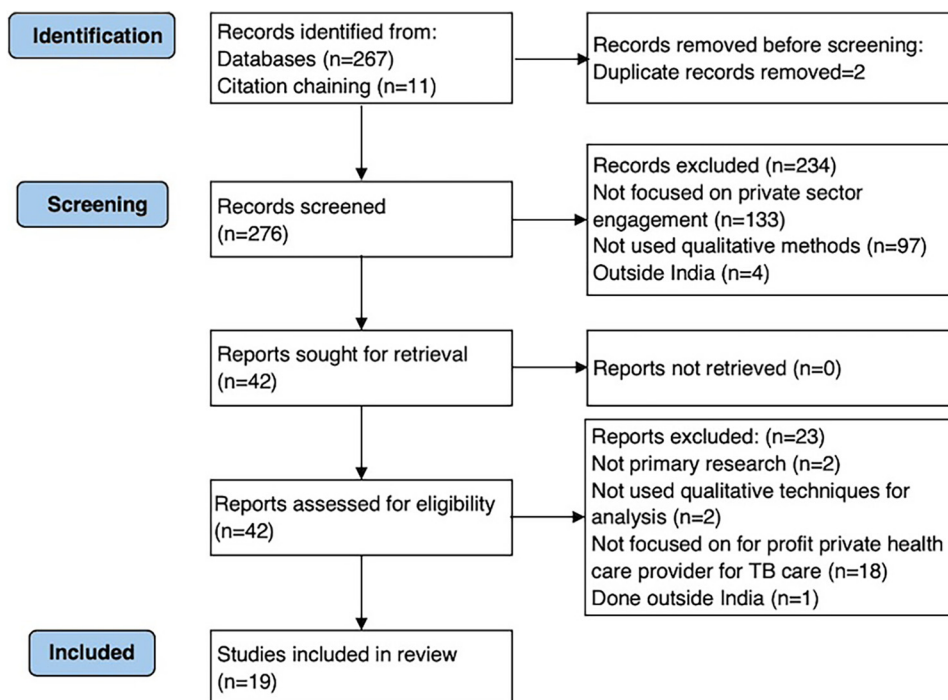 Identification
Records identified from:
Databases (n=267)
Citation chaining (n=11)
Records removed before screening:
Duplicate records removed=2
Screening
Records screened
(n=276)
Records excluded (n=234)
Not focused on private sector
engagement (n=133)
Not used qualitative methods (n=97)
Outside India (n=4)
Reports sought for retrieval
(n=42)
Reports not retrieved (n=0)
Reports assessed for eligibility
(n=42)
Reports excluded: (n=23)
Not primary research (n=2)
Not used qualitative techniques for
analysis (n=2)
Not focused on for profit private health
care provider for TB care (n=18)
Done outside India (n=1)
Included
Studies included in review
(n=19)